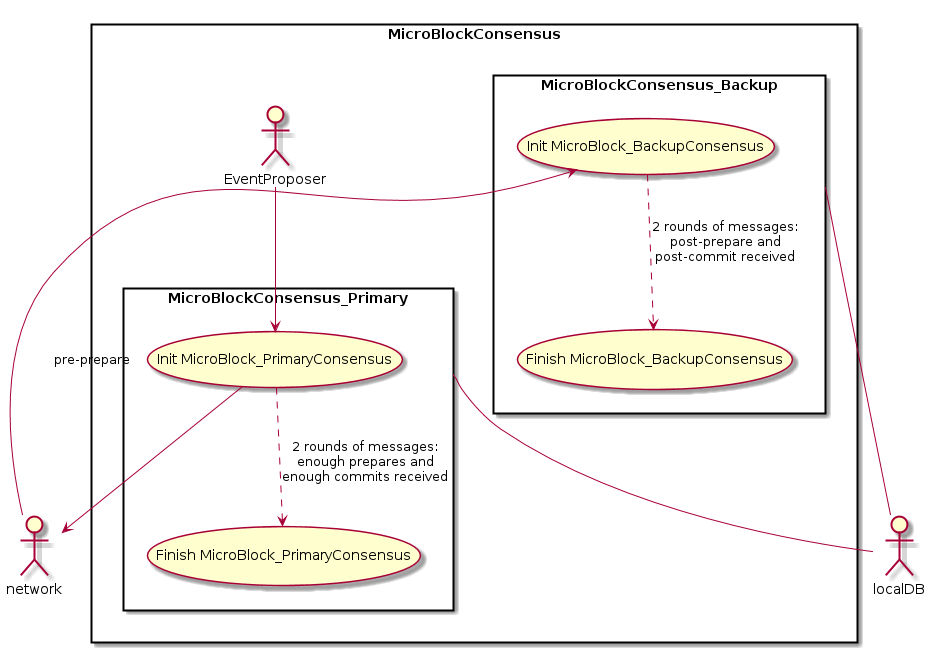 MicroBlockConsensus
MicroBlockConsensus_Backup
Init MicroBlock_BackupConsensus
EventProposer
2 rounds of messages:
post-prepare and
post-commit received
MicroBlockConsensus_Primary
Init MicroBlock_PrimaryConsensus
pre-prepare
Finish MicroBlock_BackupConsensus
2 rounds of messages:
enough prepares and
enough commits received
Finish MicroBlock_PrimaryConsensus
network
localDB